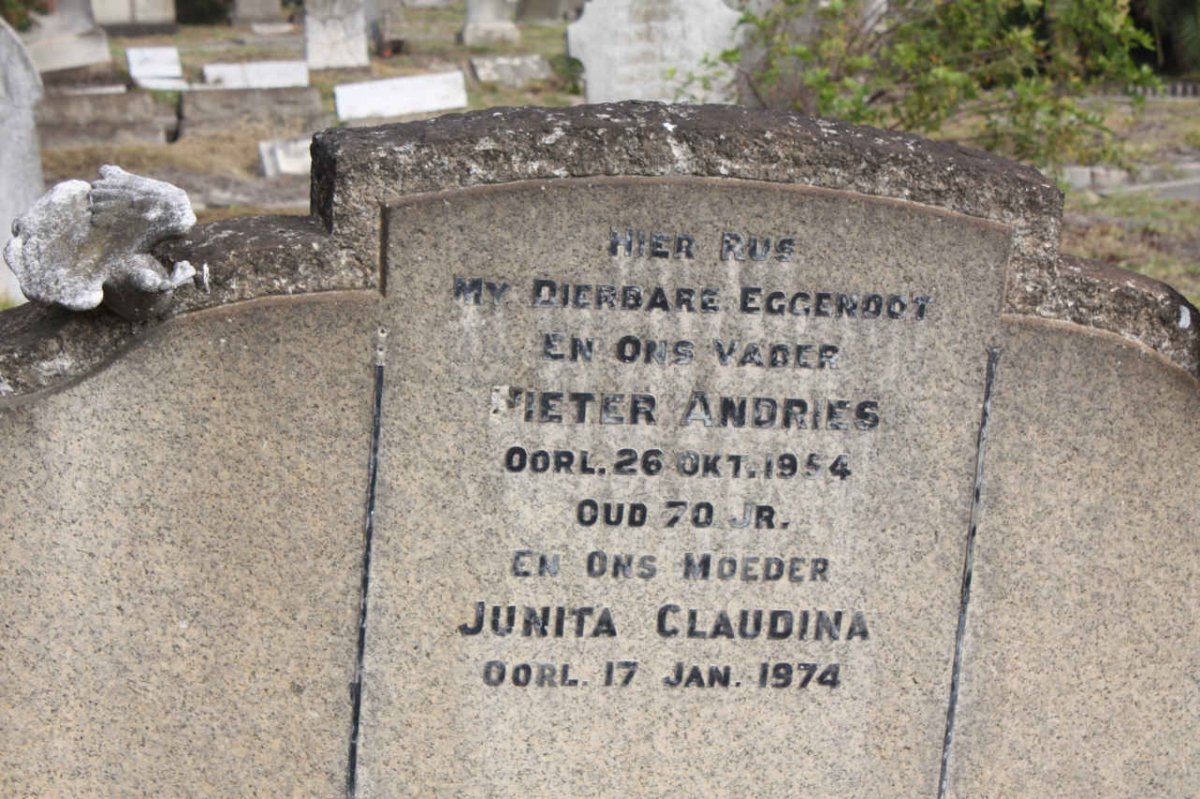 HIER RUS
MY DIERBARE EGGENOOT
EN ONS VADER
PIETER ANDRIES
OORL. 26 OKT. 1954
OUD 70 JR.
EN ONS MOEDER
JUNITA CLAUDINA
OORL. 17 JAN. 1974